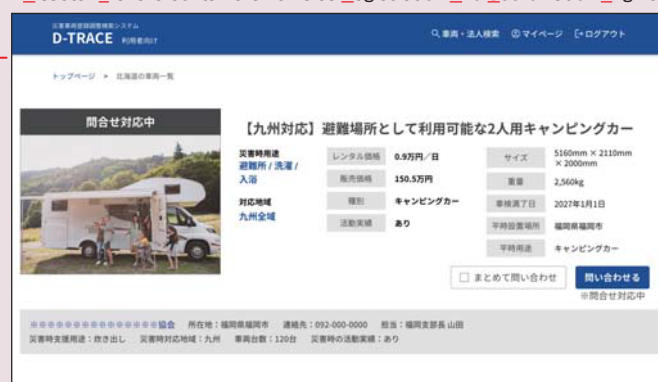 災害車両登録調整検索システム
D-TRACE 利用者向け
車両・法人検索 マイページ ログアウト
トップページ > 北海道の車両一覧
問合せ対応中
【九州対応】避難場所として利用可能な2人用キャンピングカー
災害時用途
避難所 / 洗濯 /
入浴
対応地域
九州全域
レンタル価格 0.9万円／日
販売価格 150.5万円
種別 キャンピングカー
活動実績 あり
サイズ 5160mm × 2110mm
× 2000mm
重量 2,560kg
車検満了日 2027年1月1日
平時設置場所 福岡県福岡市
平時用途 キャンピングカー
まとめて問い合わせ 問い合わせる
※問合せ対応中
※※※※※※※※※※※※※※※協会 所在地：福岡県福岡市 連絡先：092-000-0000 担当：福岡支部長 山田
災害時支援用途：炊き出し 災害時対応地域：九州 車両台数：120台 災害時の活動実績：あり